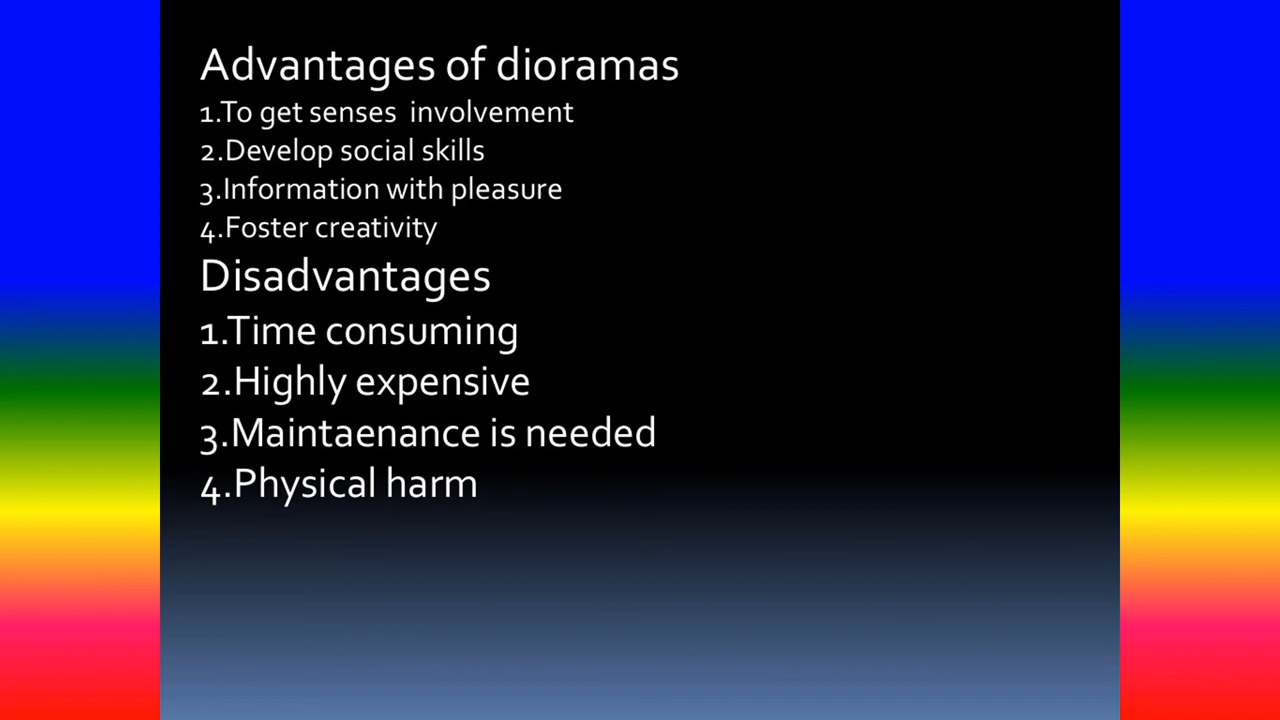 Advantages of dioramas
1.To get senses  involvement
2.Develop social skills
3.Information with pleasure
4.Foster creativity
Disadvantages
1.Time consuming
2.Highly expensive
3.Maintaenance is needed
4.Physical harm